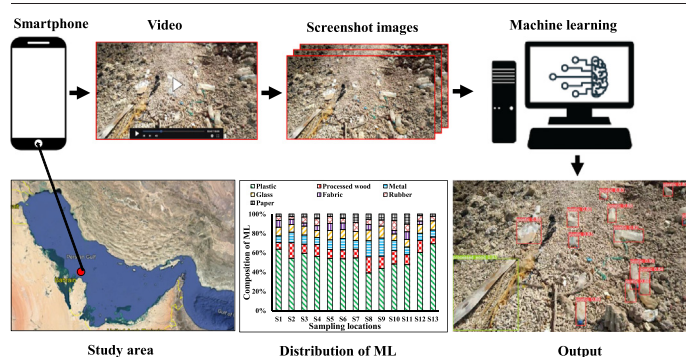 Smartphone
Video
Screenshot images
Machine learning
Plastic
Processed wood
Metal
Glass
Fabric
Rubber
Paper
Composition of ML
100%
80%
60%
40%
20%
0%
S1 S2 S3 S4 S5 S6 S7 S8 S9 S10 S11 S12 S13
Sampling locations
Study area
Distribution of ML
Output